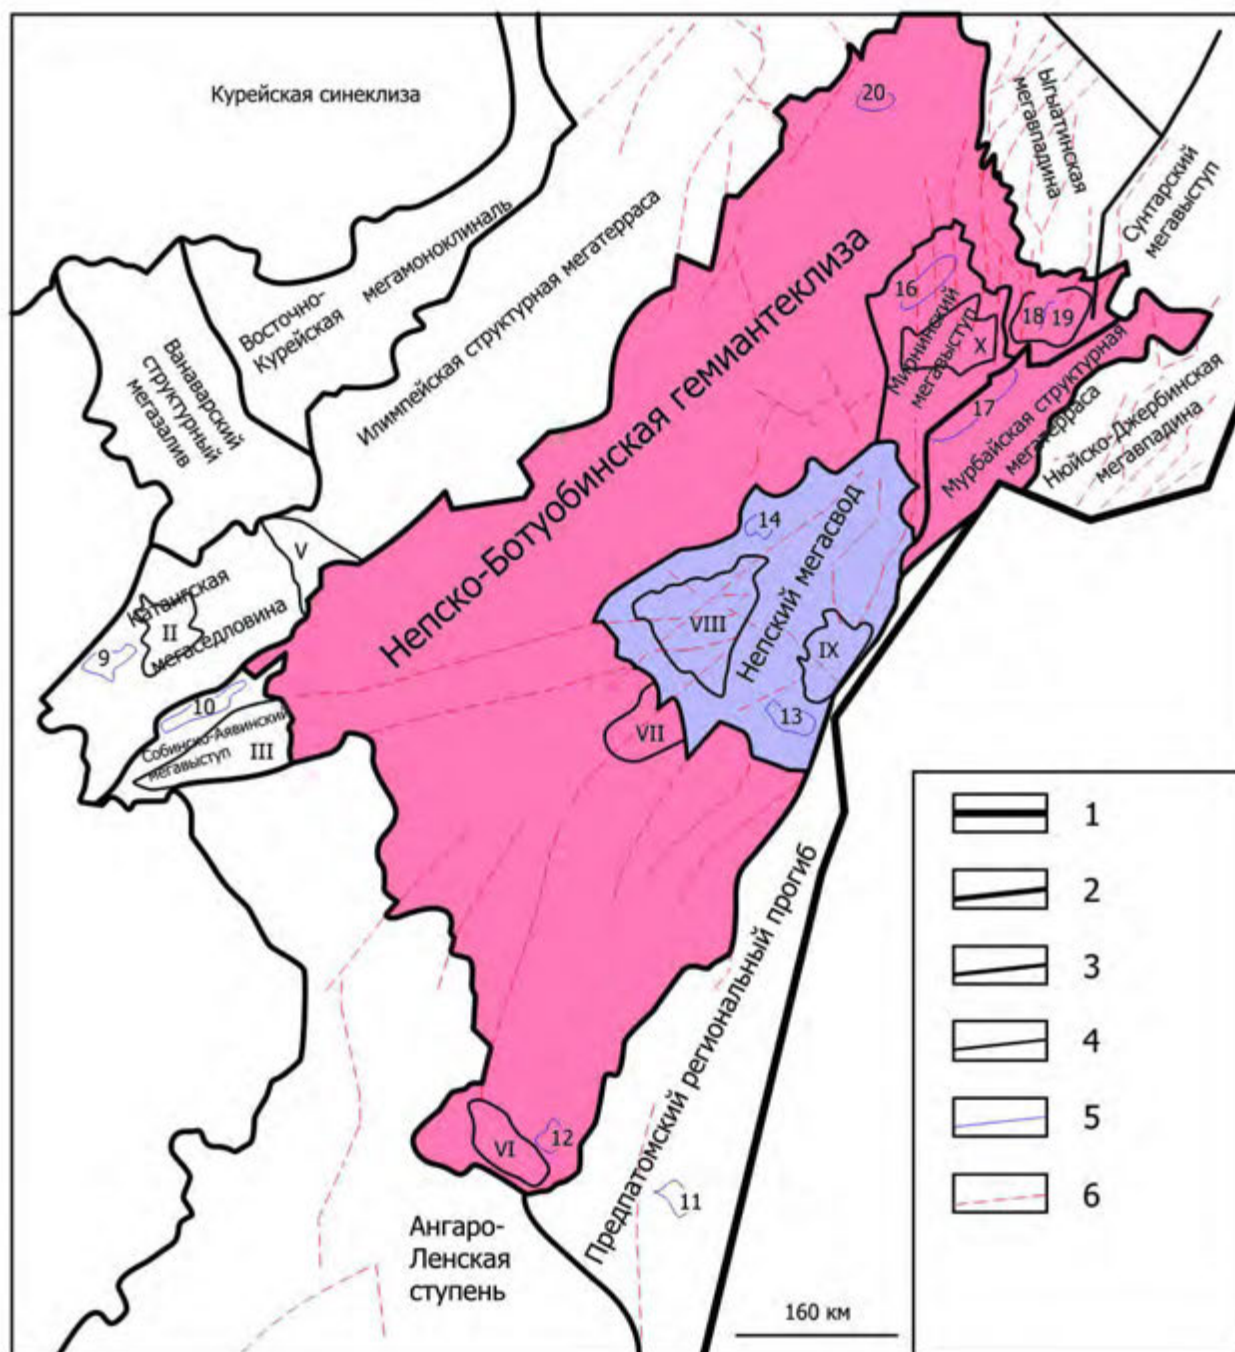 Курейская синеклиза
20
Ыгыатинская
мегавпадина
Сунтарский
мегавыступ
Восточно-
Курейская
мегамоноклиналь
Илимпейская структурная мегатерраса
Ванаварский
структурный
мегазалив
Непско-Ботуобинская гемиантеклиза
16
Мирнинский
мегавыступ
X
18
19
17
Мурбайская структурная
мегатерраса
Нюйско-Джербинская
мегавпадина
14
V
Катангская
мегаседловина
II
9
10
Собинско-Аявинский
мегавыступ
III
VIII
Непский мегасвод
IX
13
VII
Предпатомский региональный прогиб
VI
12
11
Ангаро-
Ленская
ступень
160 км
1
2
3
4
5
6